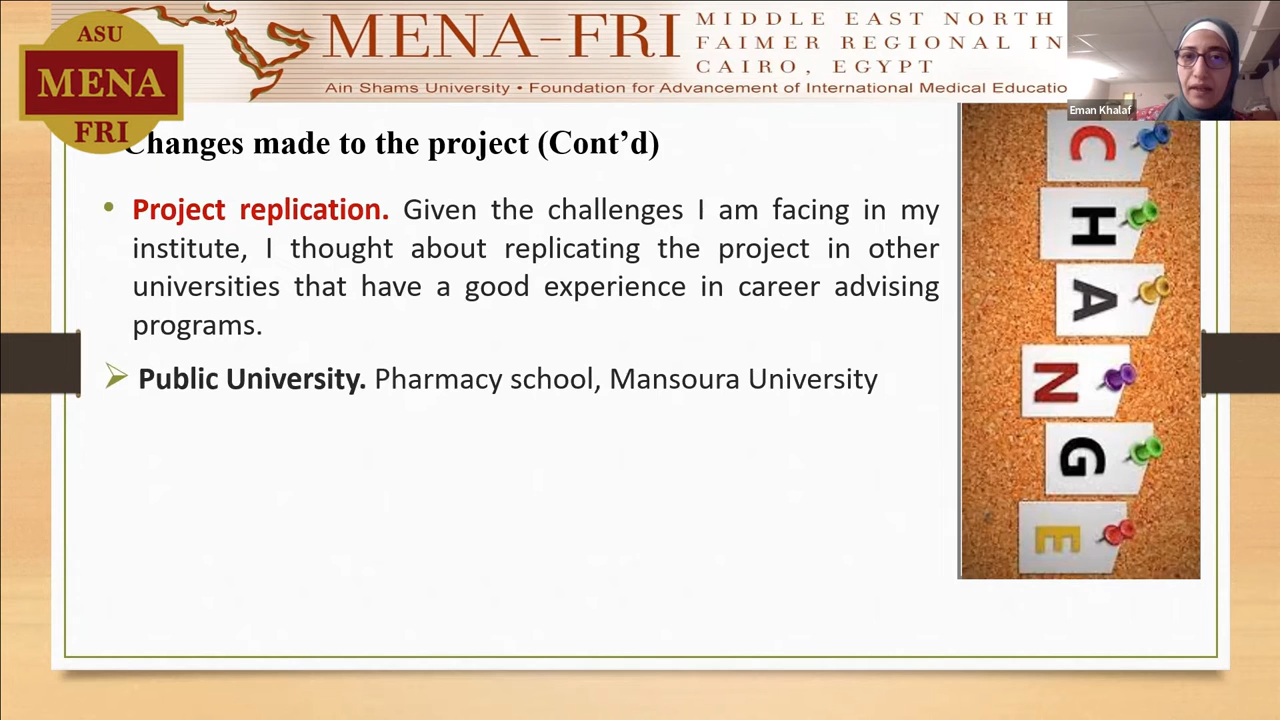 ASU
MENA
FRI
MENA-FRI
MIDDLE EAST NORTH
FAIMER REGIONAL IN
CAIRO, EGYPT
Ain Shams University • Foundation for Advancement of International Medical Educatio
Eman Khalaf
Changes made to the project (Cont’d)
• Project replication. Given the challenges I am facing in my
institute, I thought about replicating the project in other
universities that have a good experience in career advising
programs.
➢ Public University. Pharmacy school, Mansoura University
C
H
A
N
G
E